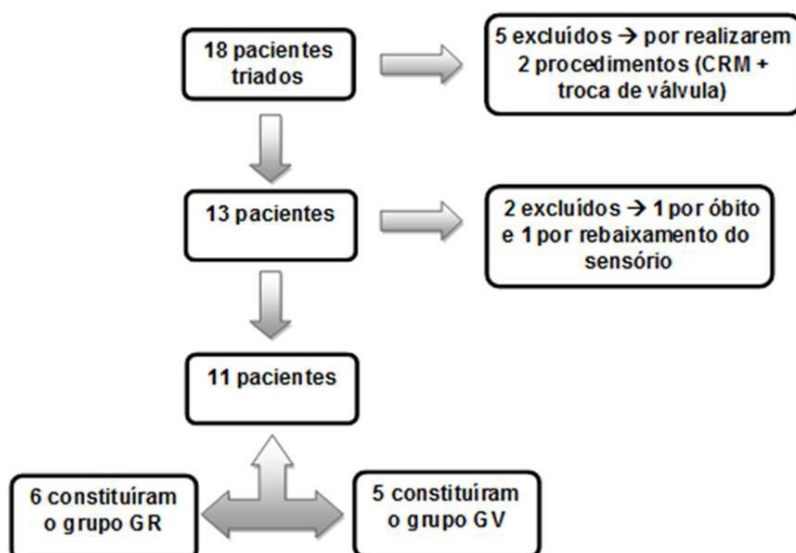 18 pacientes
triados
5 excluídos → por realizarem
2 procedimentos (CRM +
troca de válvula)
13 pacientes
2 excluídos → 1 por óbito
e 1 por rebaixamento do
sensório
11 pacientes
6 constituíram
o grupo GR
5 constituíram
o grupo GV